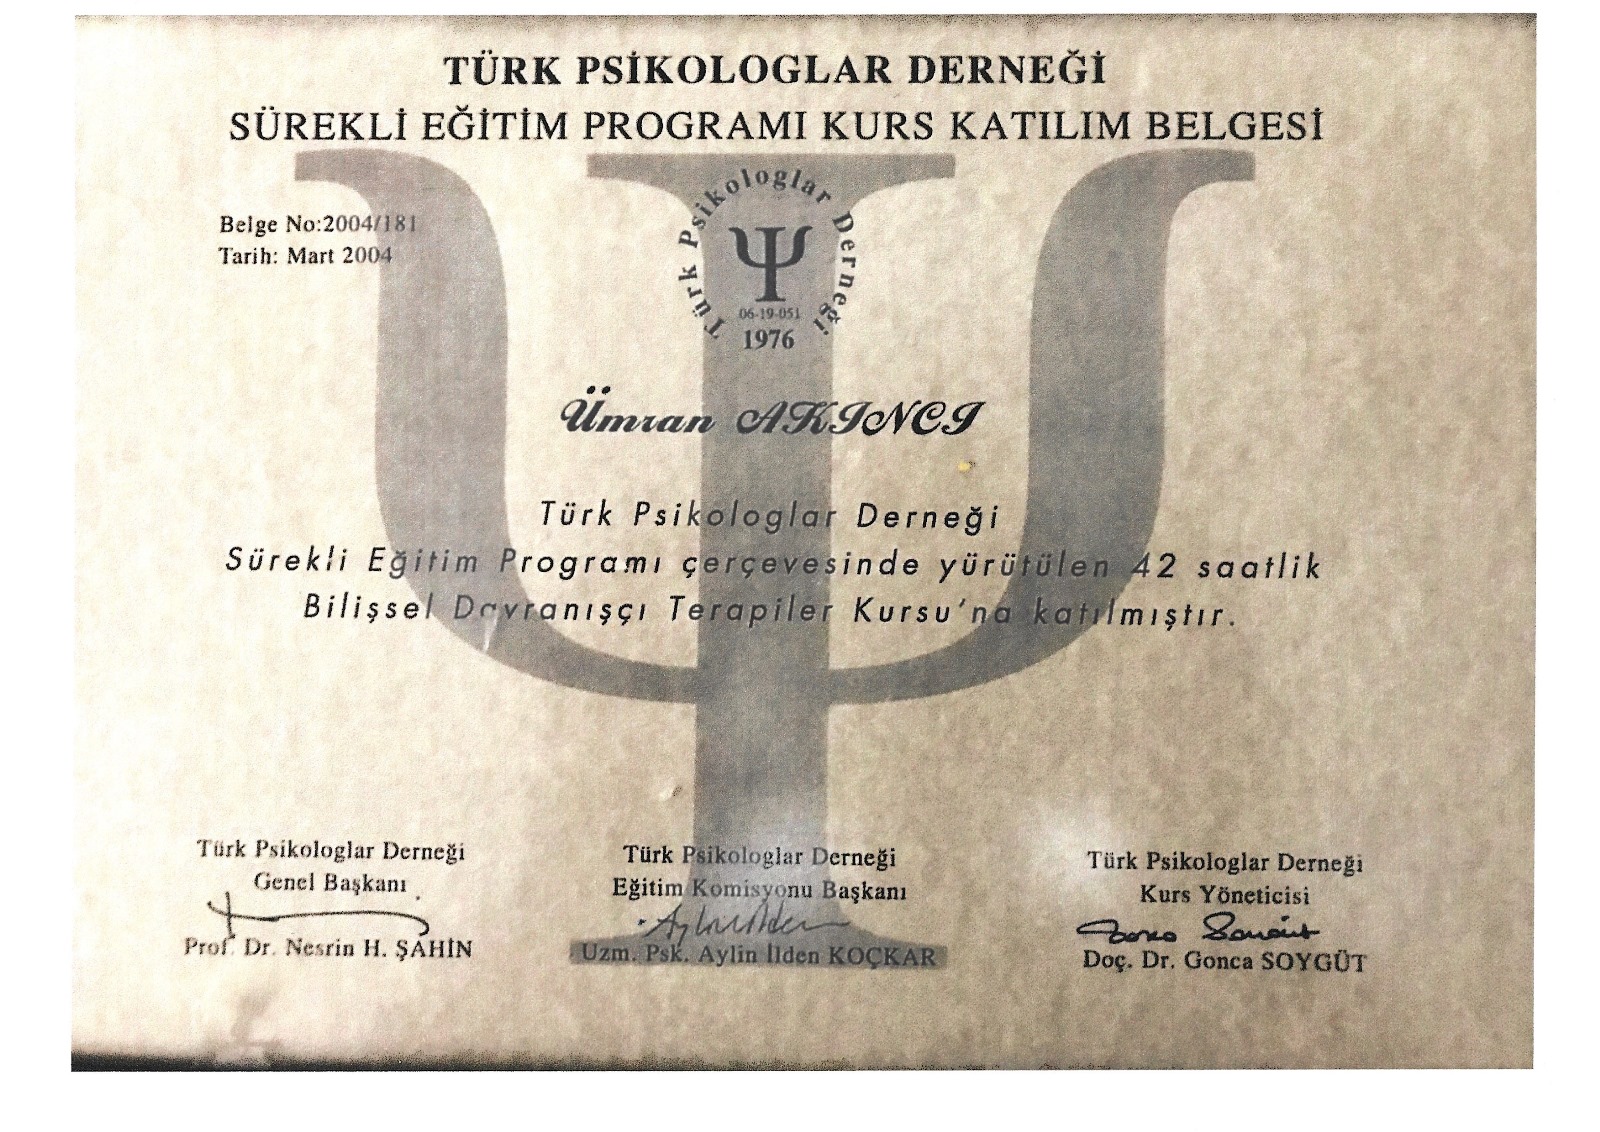 TÜRK PSİKOLOGLAR DERNEĞİ
SÜREKLİ EĞİTİM PROGRAMI KURS KATILIM BELGESİ
Belge No:2004/181
Tarih: Mart 2004
Türk Psikologlar Derneği
Ψ
06-19-051
1976
Ümran AKINCI
Türk Psikologlar Derneği
Sürekli Eğitim Programı çerçevesinde yürütülen 42 saatlik
Bilişsel Davranışçı Terapiler Kursu'na katılmıştır.
Türk Psikologlar Derneği
Genel Başkanı
Prof. Dr. Nesrin H. ŞAHİN
Türk Psikologlar Derneği
Eğitim Komisyonu Başkanı
Uzm. Psk. Aylin İlden KOÇKAR
Türk Psikologlar Derneği
Kurs Yöneticisi
Doç. Dr. Gonca SOYGÜT